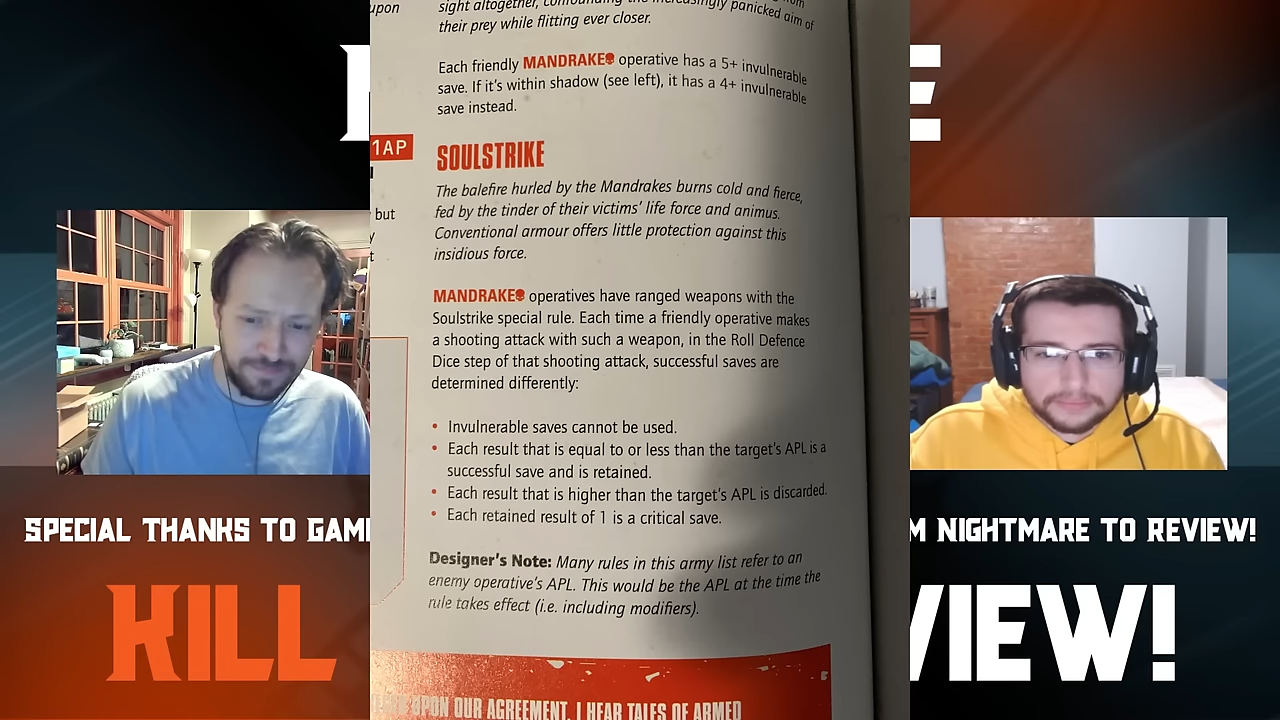 upon
sight altogether, confounding the increasingly panicked aim of
their prey while flitting ever closer.
Each friendly MANDRAKE operative has a 5+ invulnerable
save. If it's within shadow (see left), it has a 4+ invulnerable
save instead.
1AP
SOULSTRIKE
The balefire hurled by the Mandrakes burns cold and fierce,
fed by the tinder of their victims' life force and animus.
Conventional armour offers little protection against this
insidious force.
but
MANDRAKE operatives have ranged weapons with the
Soulstrike special rule. Each time a friendly operative makes
a shooting attack with such a weapon, in the Roll Defence
Dice step of that shooting attack, successful saves are
determined differently:
• Invulnerable saves cannot be used.
• Each result that is equal to or less than the target's APL is a
successful save and is retained.
• Each result that is higher than the target's APL is discarded.
• Each retained result of 1 is a critical save.
Designer's Note: Many rules in this army list refer to an
enemy operative's APL. This would be the APL at the time the
rule takes effect (i.e. including modifiers).
UPON OUR AGREEMENT, I HEAR TALES OF ARMED
SPECIAL THANKS TO GAM
M NIGHTMARE TO REVIEW!
KILL
VIEW!